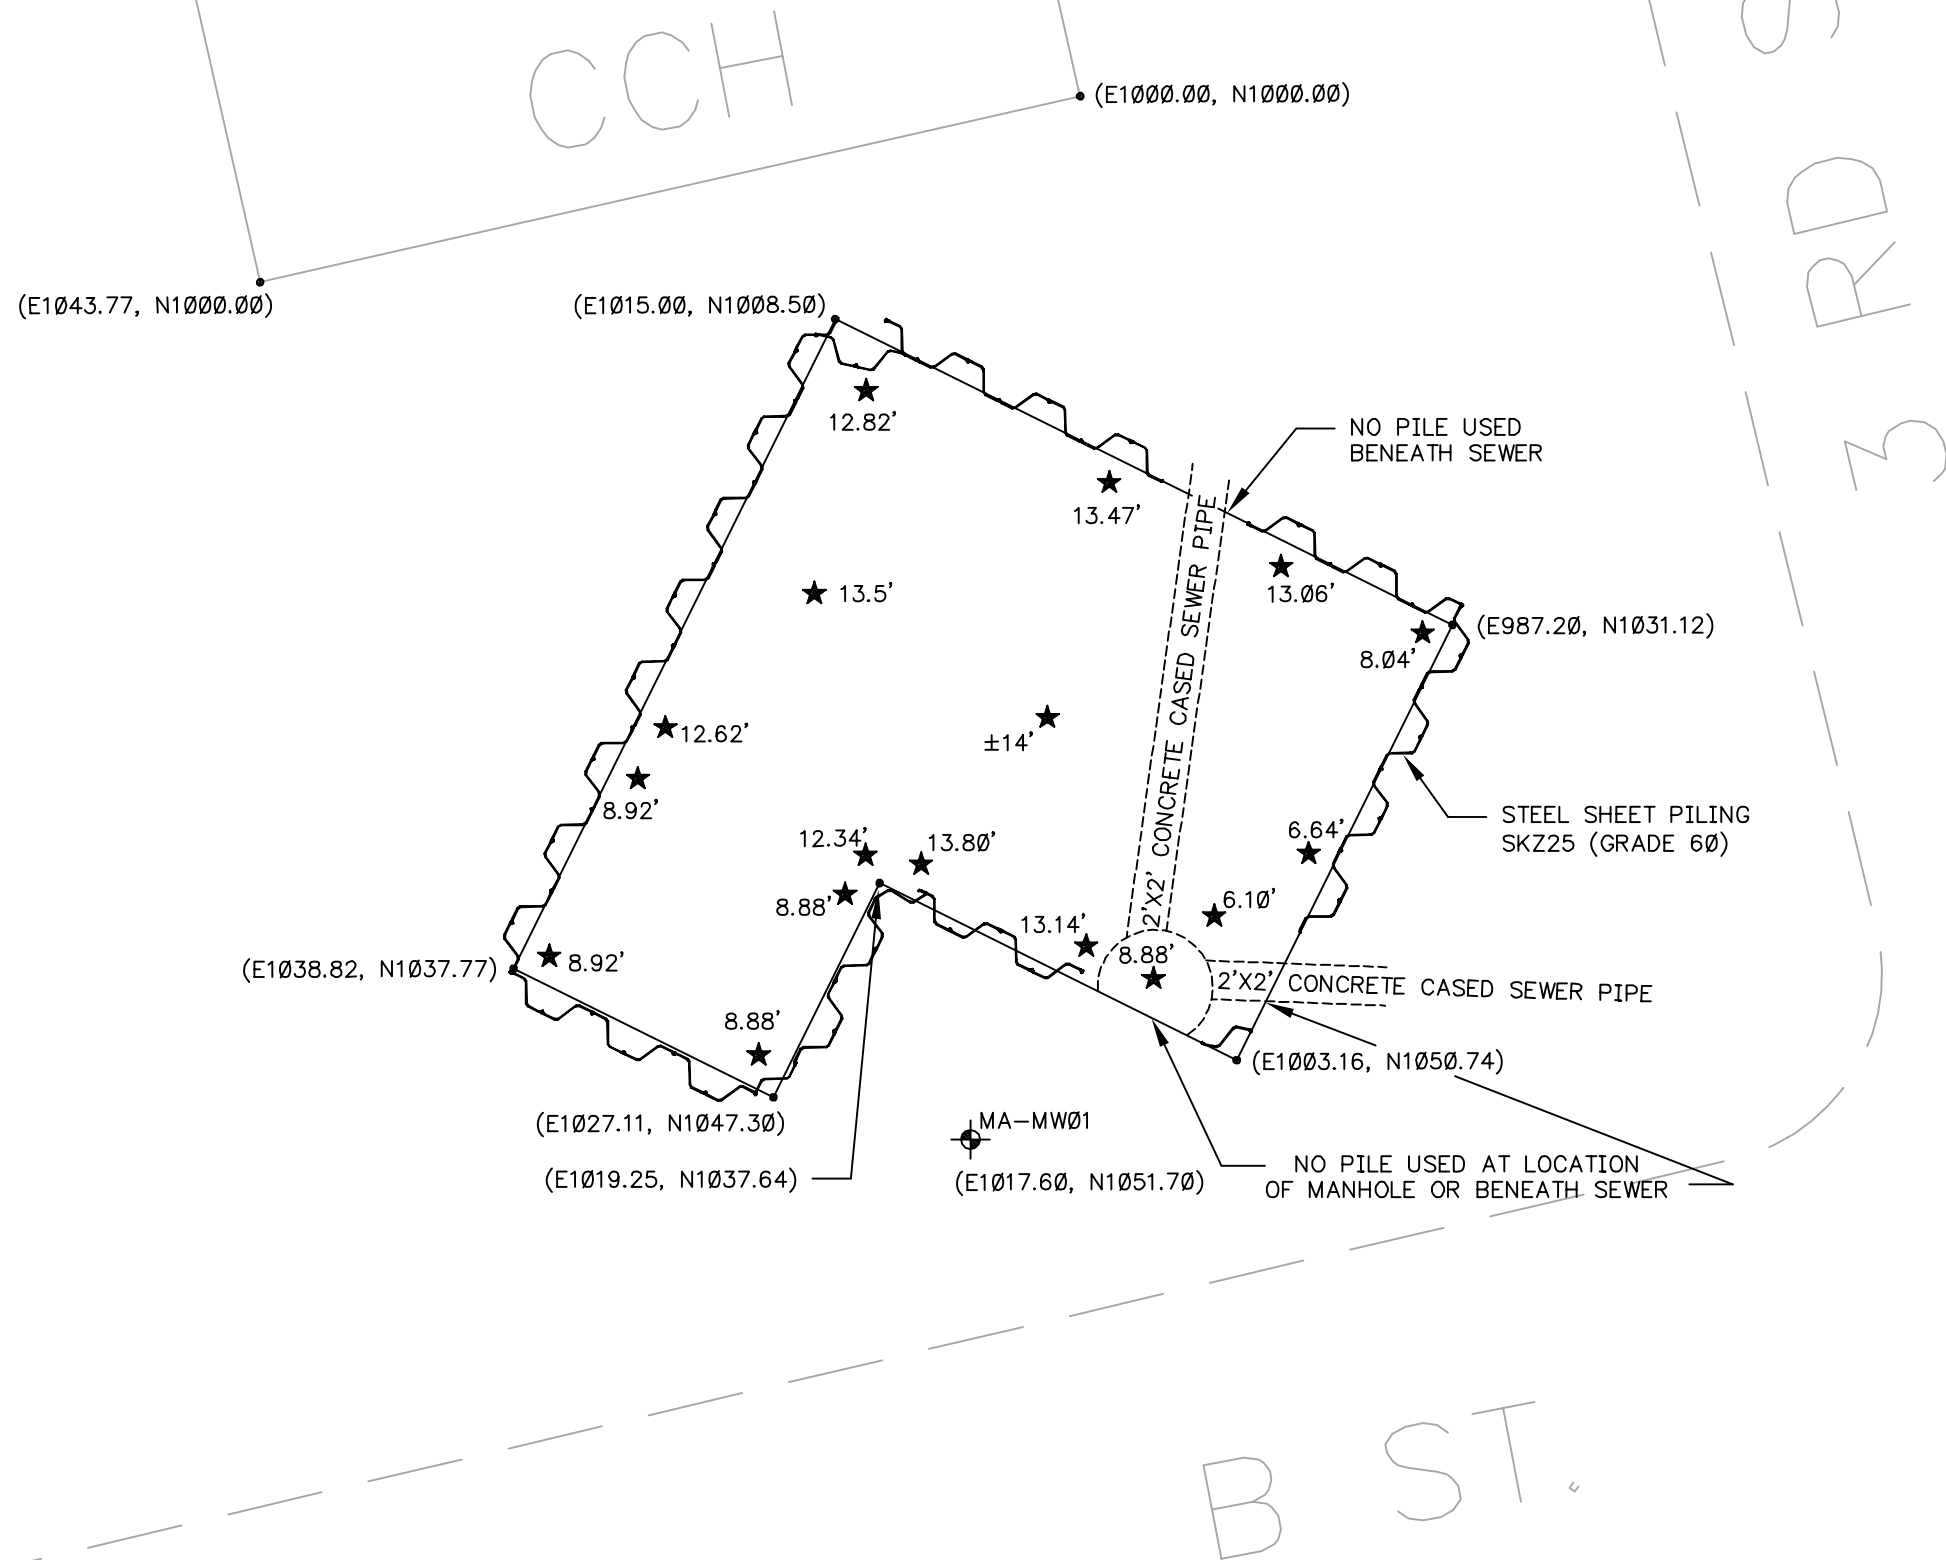 CCH
(E1000.00, N1000.00)
(E1043.77, N1000.00)
(E1015.00, N1008.50)
12.82'
NO PILE USED
BENEATH SEWER
13.47'
13.5'
13.06'
(E987.20, N1031.12)
8.04'
12.62'
±14'
8.92'
2'X2' CONCRETE CASED SEWER PIPE
STEEL SHEET PILING
SKZ25 (GRADE 60)
6.64'
12.34'
13.80'
8.88'
6.10'
13.14'
8.88'
(E1038.82, N1037.77)
8.92'
2'X2' CONCRETE CASED SEWER PIPE
8.88'
(E1003.16, N1050.74)
(E1027.11, N1047.30)
MA-MW01
(E1019.25, N1037.64)
(E1017.60, N1051.70)
NO PILE USED AT LOCATION
OF MANHOLE OR BENEATH SEWER
3 RD S
B ST.